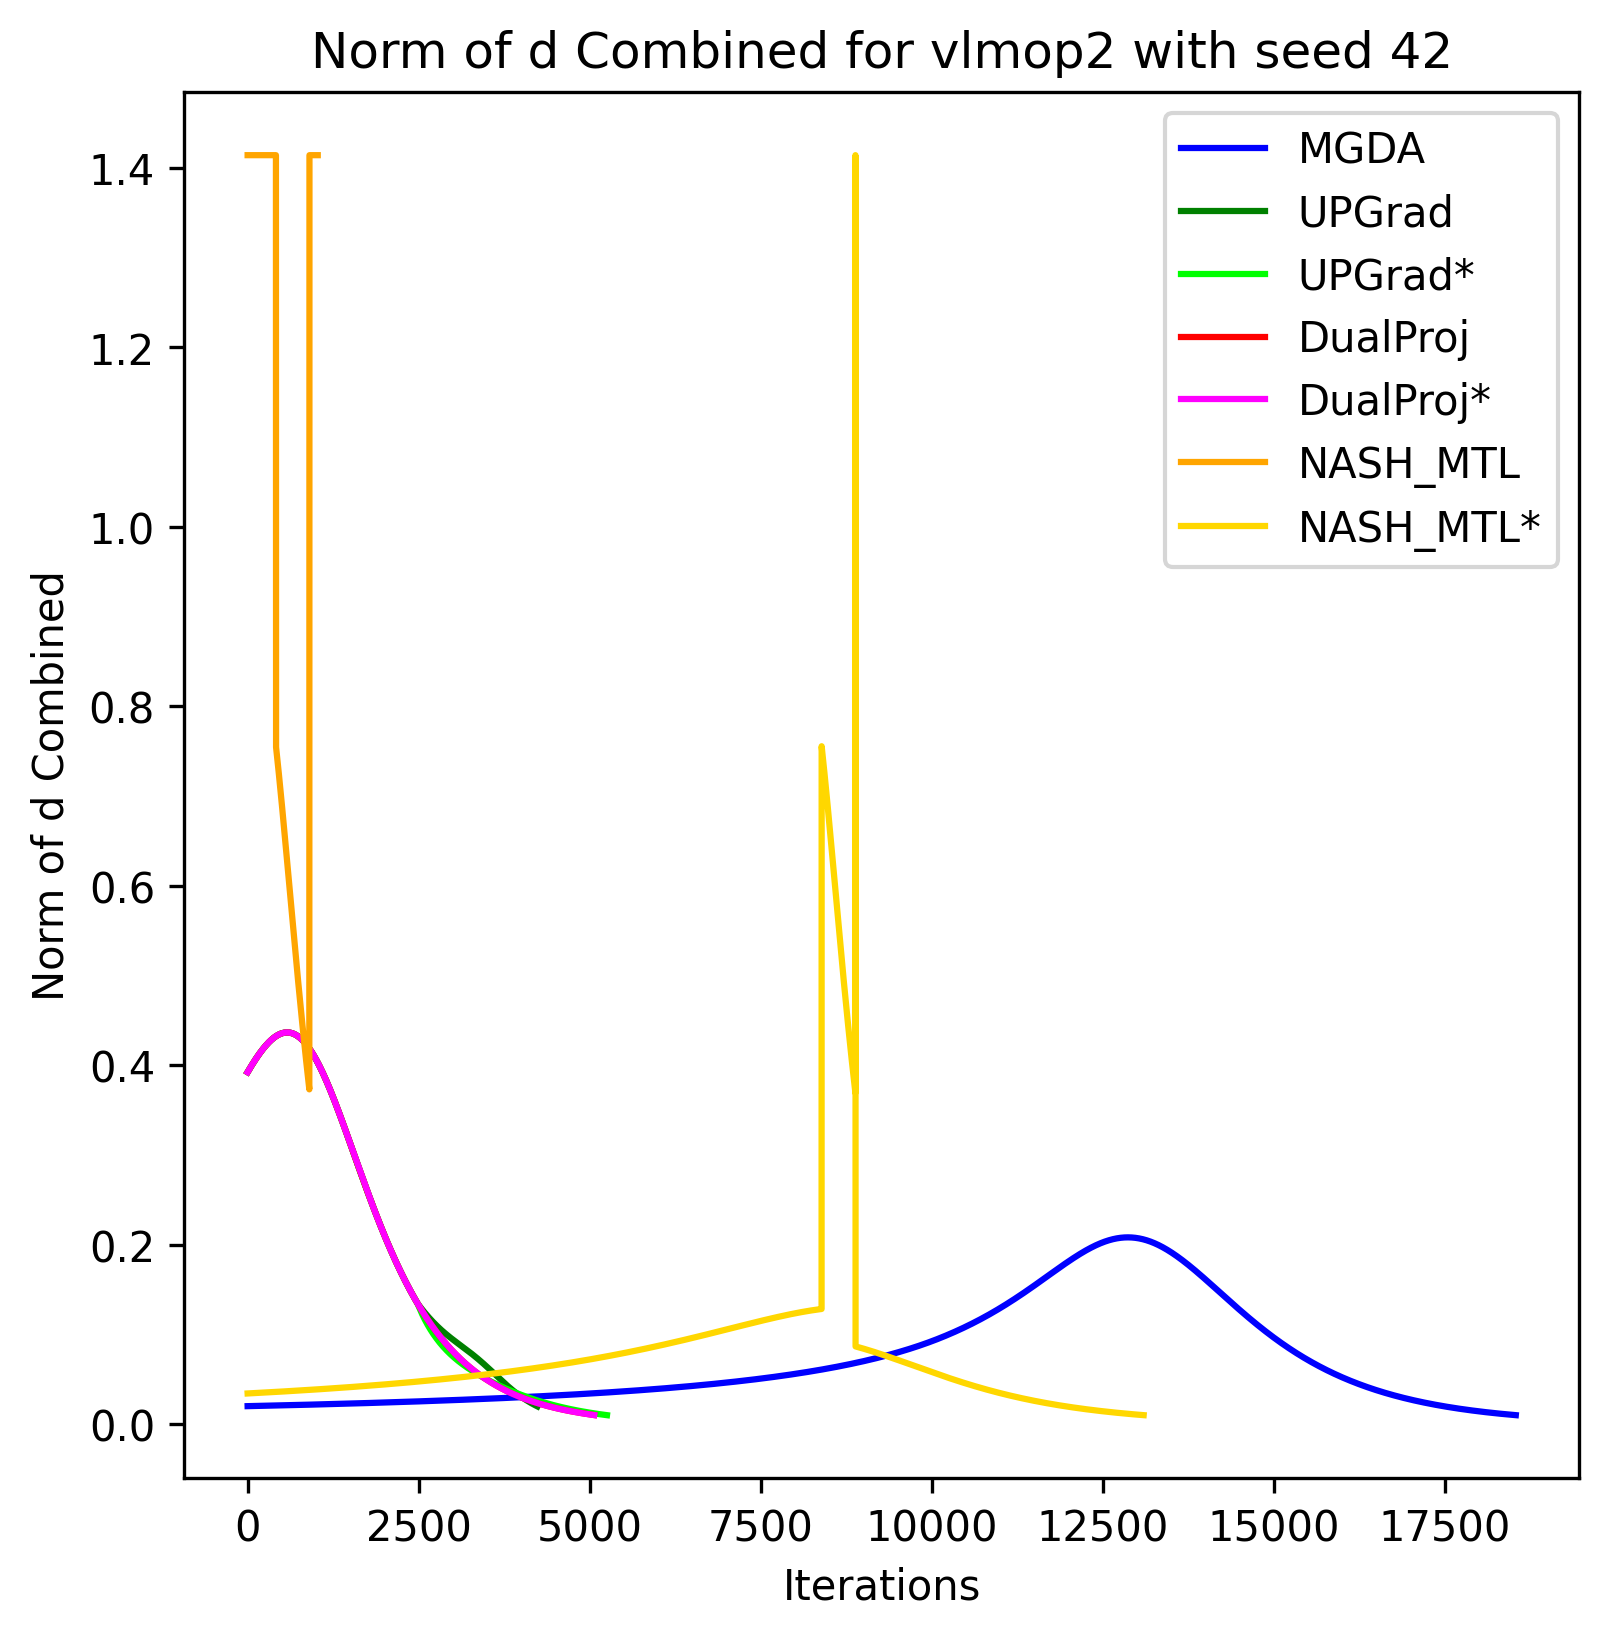 Norm of d Combined for vlmop2 with seed 42
MGDA
UPGrad
UPGrad*
DualProj
DualProj*
NASH_MTL
NASH_MTL*
Norm of d Combined
1.4
1.2
1.0
0.8
0.6
0.4
0.2
0.0
0
2500
5000
7500
10000
12500
15000
17500
Iterations